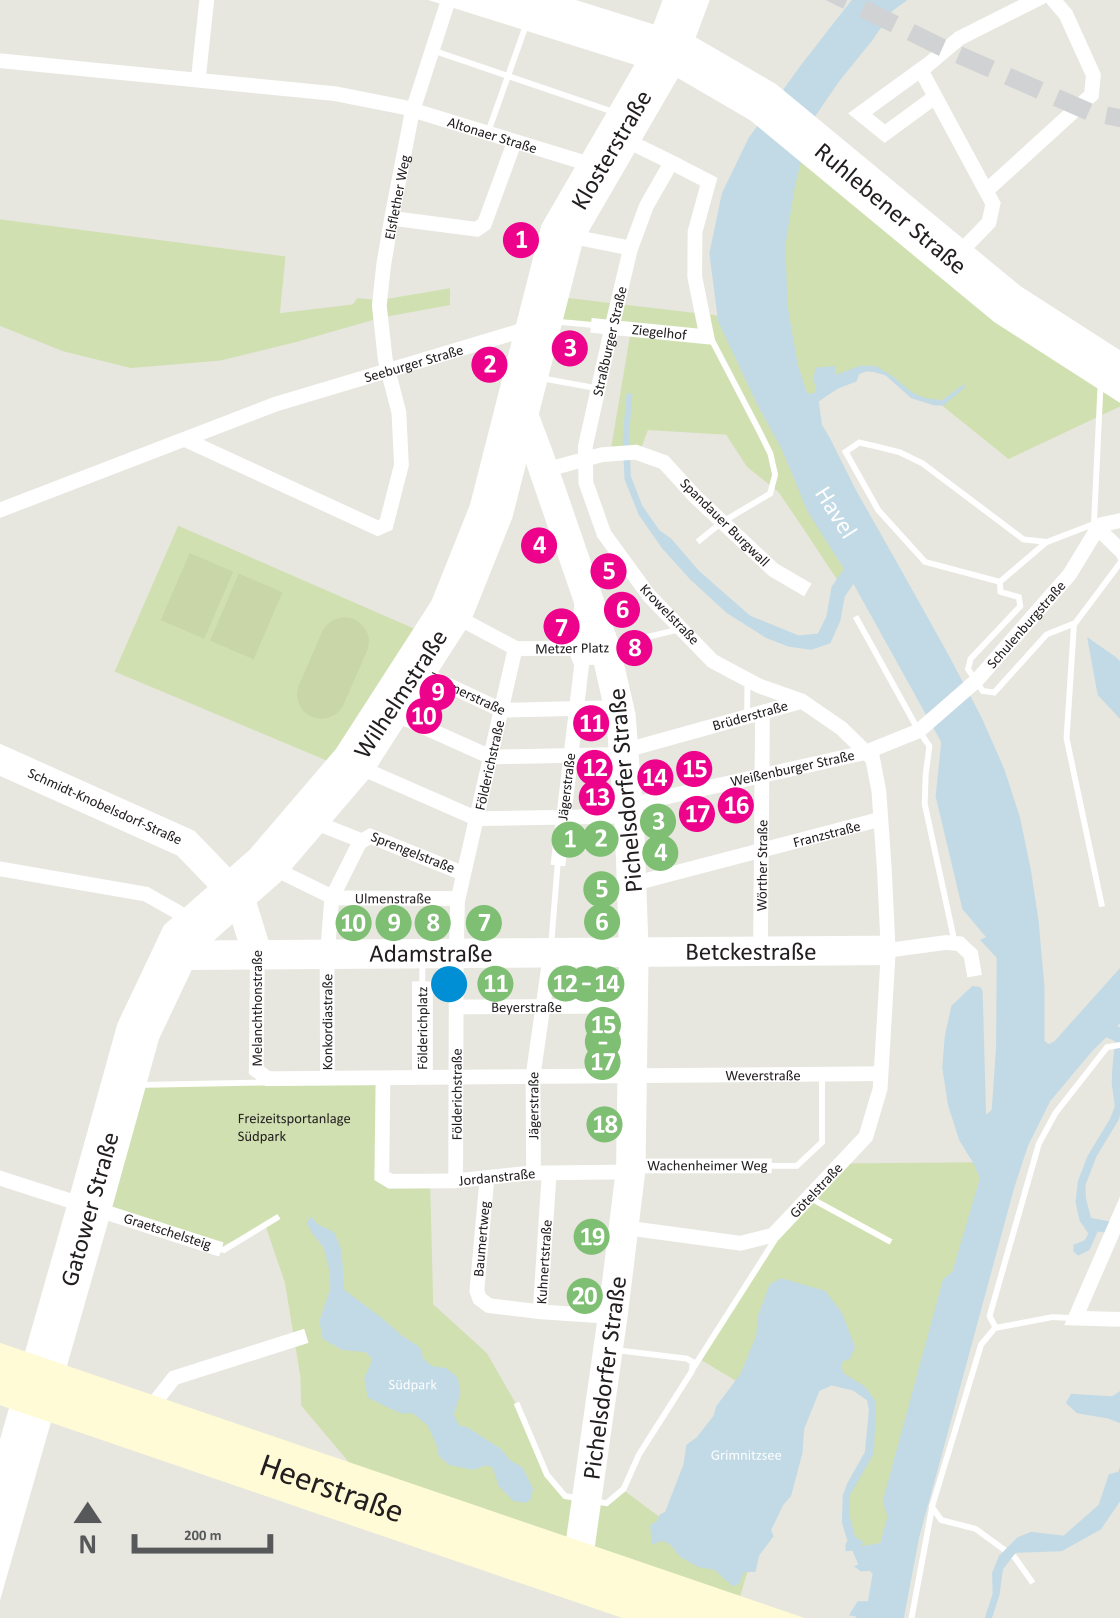 Altonaer Straße
Klosterstraße
Elsflether Weg
Ruhlebener Straße
1
Straßburger Straße
Ziegelhof
3
2
Seeburger Straße
Havel
Spandauer Burgwall
4
5
Krowelstraße
6
7
Metzer Platz
8
Schulenburgstraße
Wilhelmstraße
9
nerstraße
10
Pichelsdorfer Straße
11
Brüderstraße
Földerichstraße
Jägerstraße
12
13
14
15
Weißenburger Straße
16
17
Schmidt-Knobelsdorf-Straße
Sprengelstraße
1
2
3
4
Franzstraße
Wörther Straße
Ulmenstraße
5
10
9
8
7
6
Adamstraße
Betckestraße
11
12-14
Beyerstraße
Melanchthonstraße
Konkordiastraße
Földerichplatz
15
-
17
Földerichstraße
Jägerstraße
Weverstraße
Freizeitsportanlage
Südpark
18
Jordanstraße
Wachenheimer Weg
Götelstraße
Gatower Straße
Graetschelsteig
Baumertweg
Kuhnertstraße
19
20
Pichelsdorfer Straße
Südpark
Grimnitzsee
Heerstraße
N
200 m